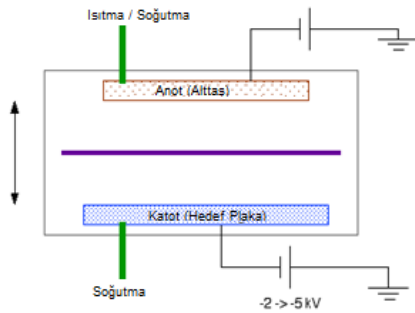 Isıtma / Soğutma
Anot (Alttaş)
Katot (Hedef Plaka)
Soğutma
-2 -> -5 kV